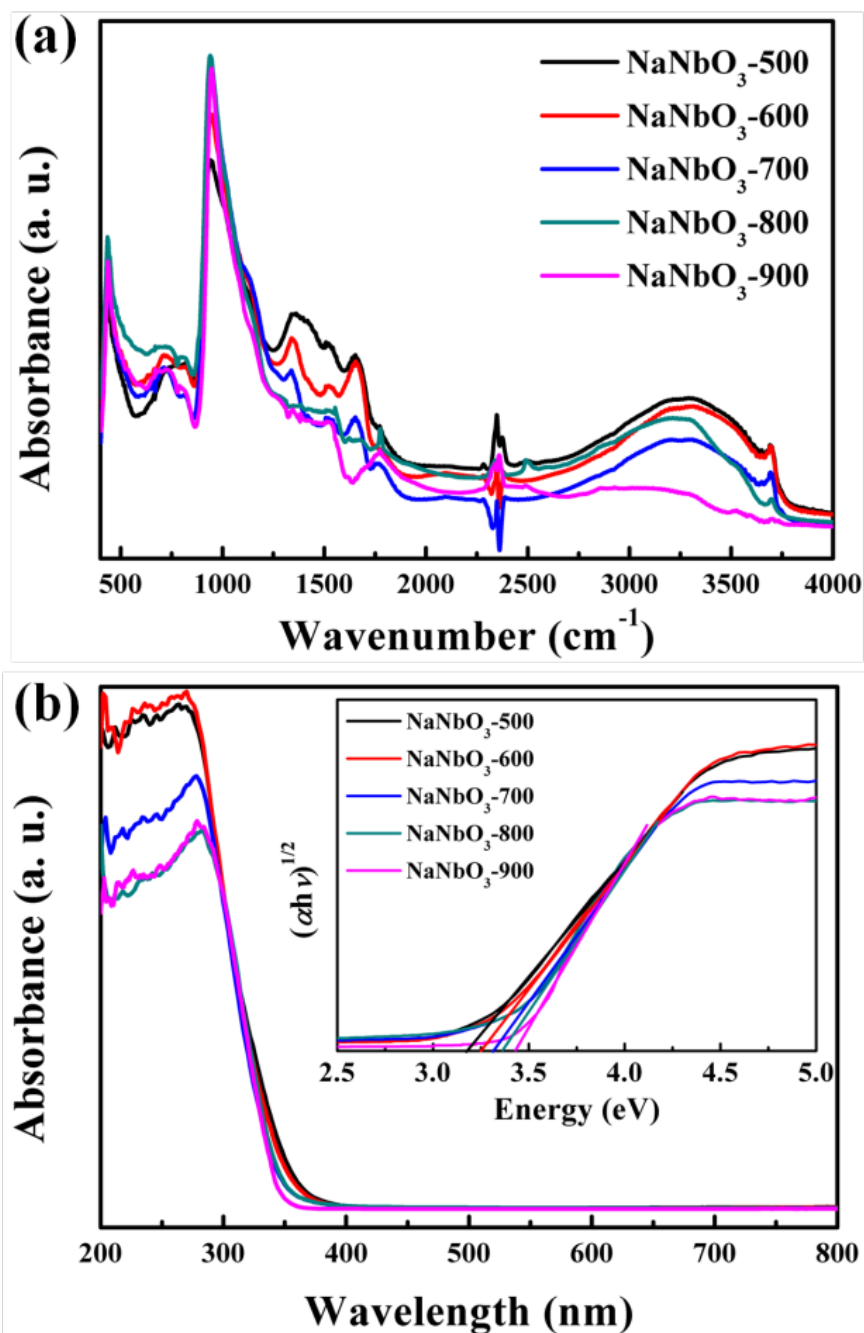 (a)
NaNbO₃-500
NaNbO₃-600
NaNbO₃-700
NaNbO₃-800
NaNbO₃-900
Absorbance (a. u.)
500 1000 1500 2000 2500 3000 3500 4000
Wavenumber (cm⁻¹)
(b)
NaNbO₃-500
NaNbO₃-600
NaNbO₃-700
NaNbO₃-800
NaNbO₃-900
(αhν)¹/²
2.5 3.0 3.5 4.0 4.5 5.0
Energy (eV)
Absorbance (a. u.)
200 300 400 500 600 700 800
Wavelength (nm)